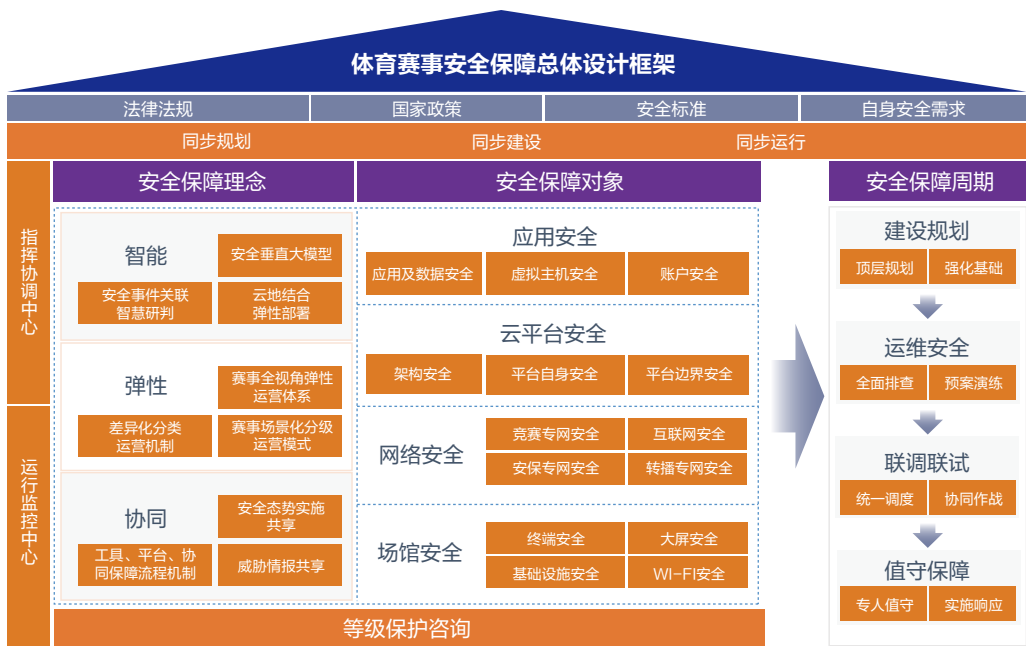 体育赛事安全保障总体设计框架
法律法规
国家政策
安全标准
自身安全需求
同步规划
同步建设
同步运行
指挥协调中心
运行监控中心
安全保障理念
智能
安全垂直大模型
安全事件关联
智慧研判
云地结合
弹性部署
弹性
赛事全视角弹性
运营体系
差异化分类
运营机制
赛事场景化分级
运营模式
协同
安全态势实施
共享
工具、平台、协
同保障流程机制
威胁情报共享
安全保障对象
应用安全
应用及数据安全
虚拟主机安全
账户安全
云平台安全
架构安全
平台自身安全
平台边界安全
网络安全
竞赛专网安全
互联网安全
安保专网安全
转播专网安全
场馆安全
终端安全
大屏安全
基础设施安全
WI-FI安全
等级保护咨询
安全保障周期
建设规划
顶层规划
强化基础
运维安全
全面排查
预案演练
联调联试
统一调度
协同作战
值守保障
专人值守
实施响应